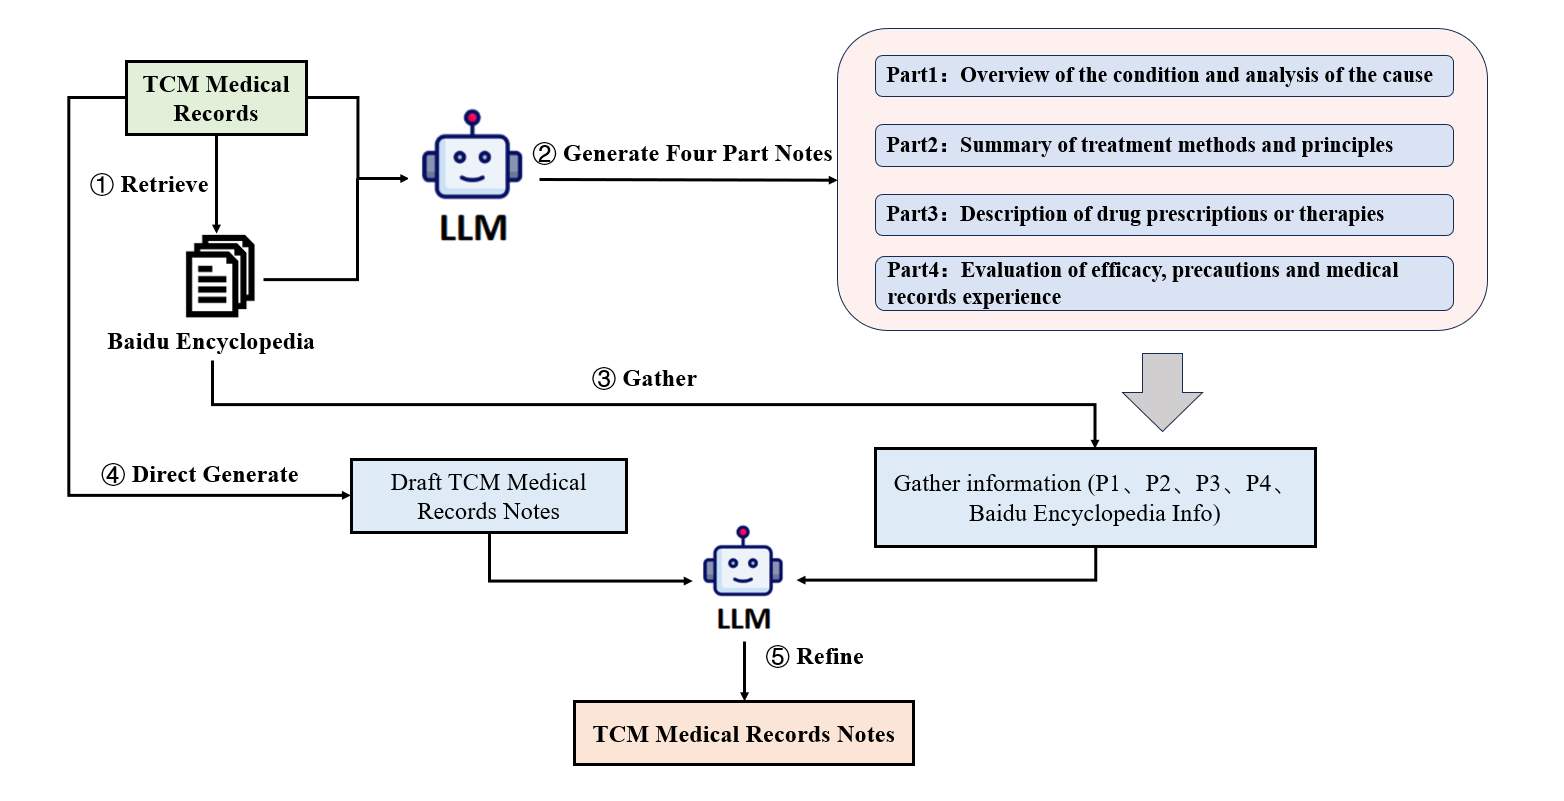 TCM Medical
Records
① Retrieve
Baidu Encyclopedia
LLM
② Generate Four Part Notes
Part1：Overview of the condition and analysis of the cause
Part2：Summary of treatment methods and principles
Part3：Description of drug prescriptions or therapies
Part4：Evaluation of efficacy, precautions and medical
records experience
③ Gather
④ Direct Generate
Draft TCM Medical
Records Notes
Gather information (P1、P2、P3、P4、
Baidu Encyclopedia Info)
LLM
⑤ Refine
TCM Medical Records Notes